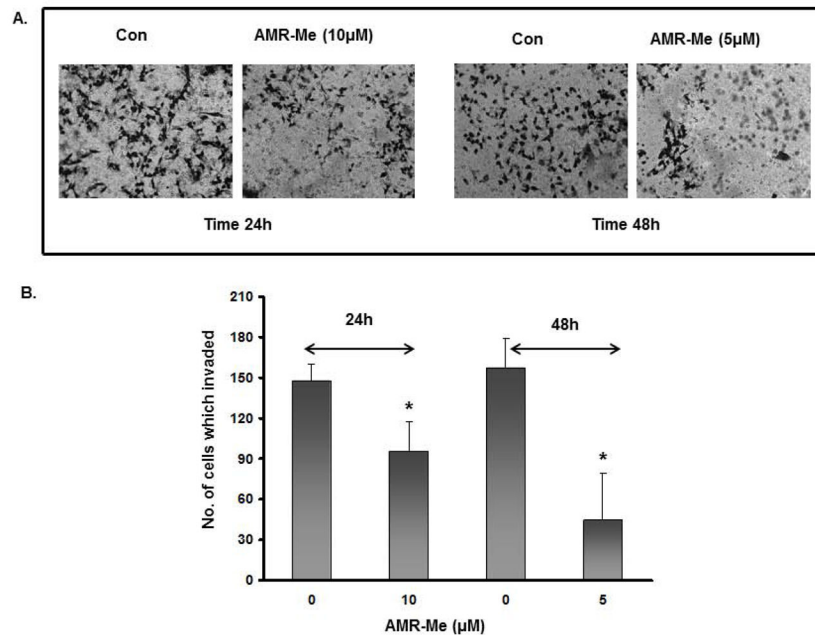 A.
Con AMR-Me (10µM) Con AMR-Me (5µM)
Time 24h Time 48h
B.
No. of cells which invaded
210
180
150
120
90
60
30
0
24h 48h
* *
0 10 0 5
AMR-Me (µM)